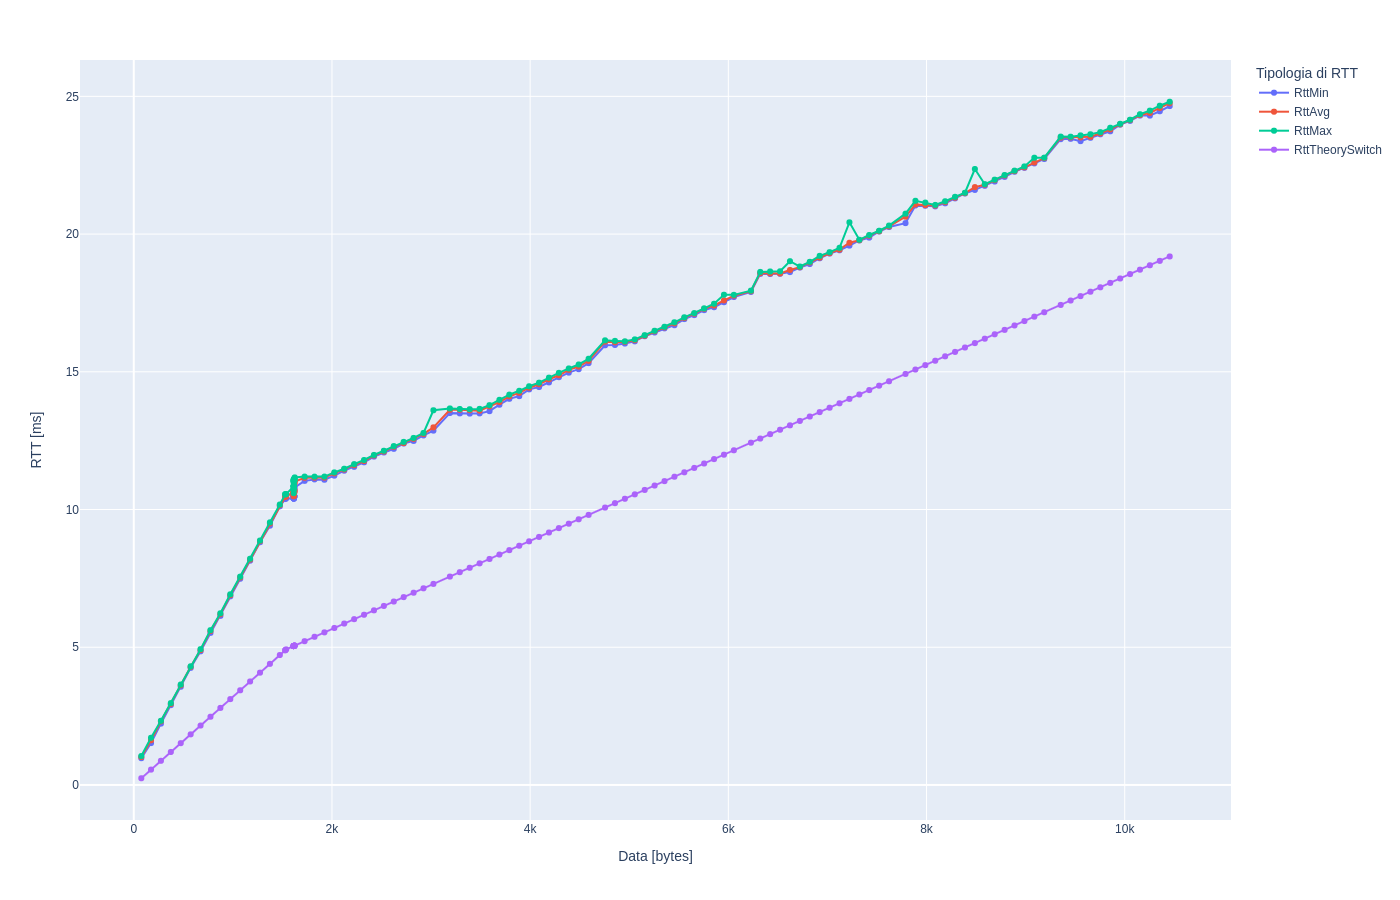 Tipologia di RTT
RttMin
RttAvg
RttMax
RttTheorySwitch
RTT [ms]
25
20
15
10
5
0
0
2k
4k
6k
8k
10k
Data [bytes]